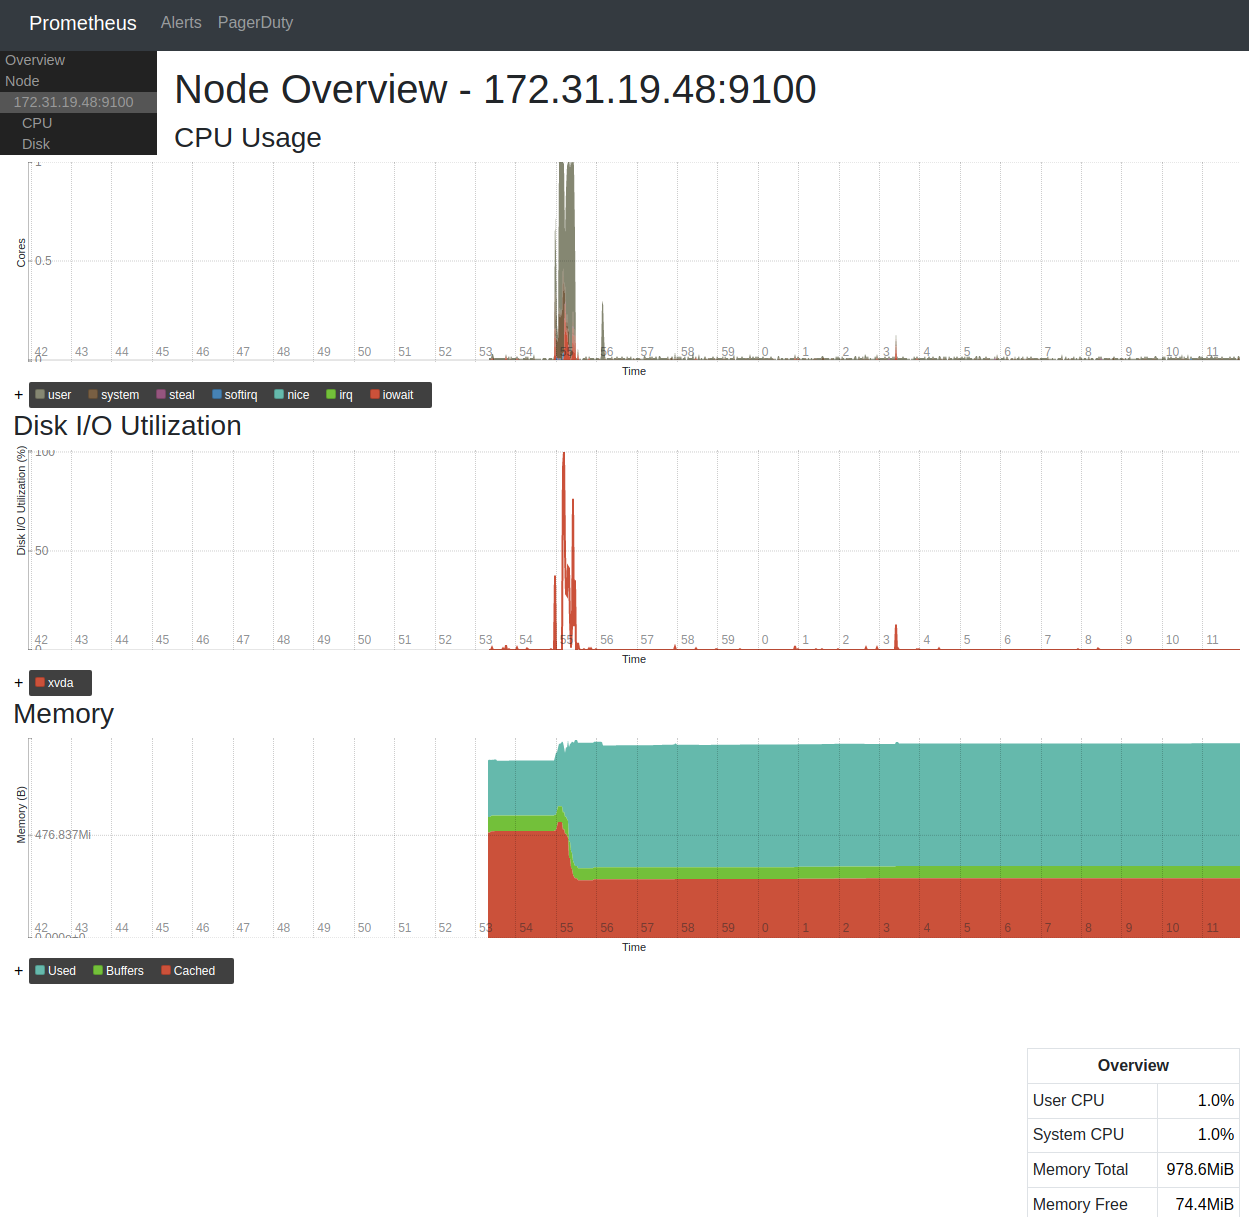 Prometheus Alerts PagerDuty
Overview
Node
172.31.19.48:9100
CPU
Disk
Node Overview - 172.31.19.48:9100
CPU Usage
1
Cores
0.5
0
42 43 44 45 46 47 48 49 50 51 52 53 54 55 56 57 58 59 0 1 2 3 4 5 6 7 8 9 10 11
Time
+ user system steal softirq nice irq iowait
Disk I/O Utilization
100
Disk I/O Utilization (%)
50
0
42 43 44 45 46 47 48 49 50 51 52 53 54 55 56 57 58 59 0 1 2 3 4 5 6 7 8 9 10 11
Time
+ xvda
Memory
Memory (B)
476.837Mi
42 43 44 45 46 47 48 49 50 51 52 53 54 55 56 57 58 59 0 1 2 3 4 5 6 7 8 9 10 11
0.000e+0
Time
+ Used Buffers Cached
Overview
User CPU 1.0%
System CPU 1.0%
Memory Total 978.6MiB
Memory Free 74.4MiB